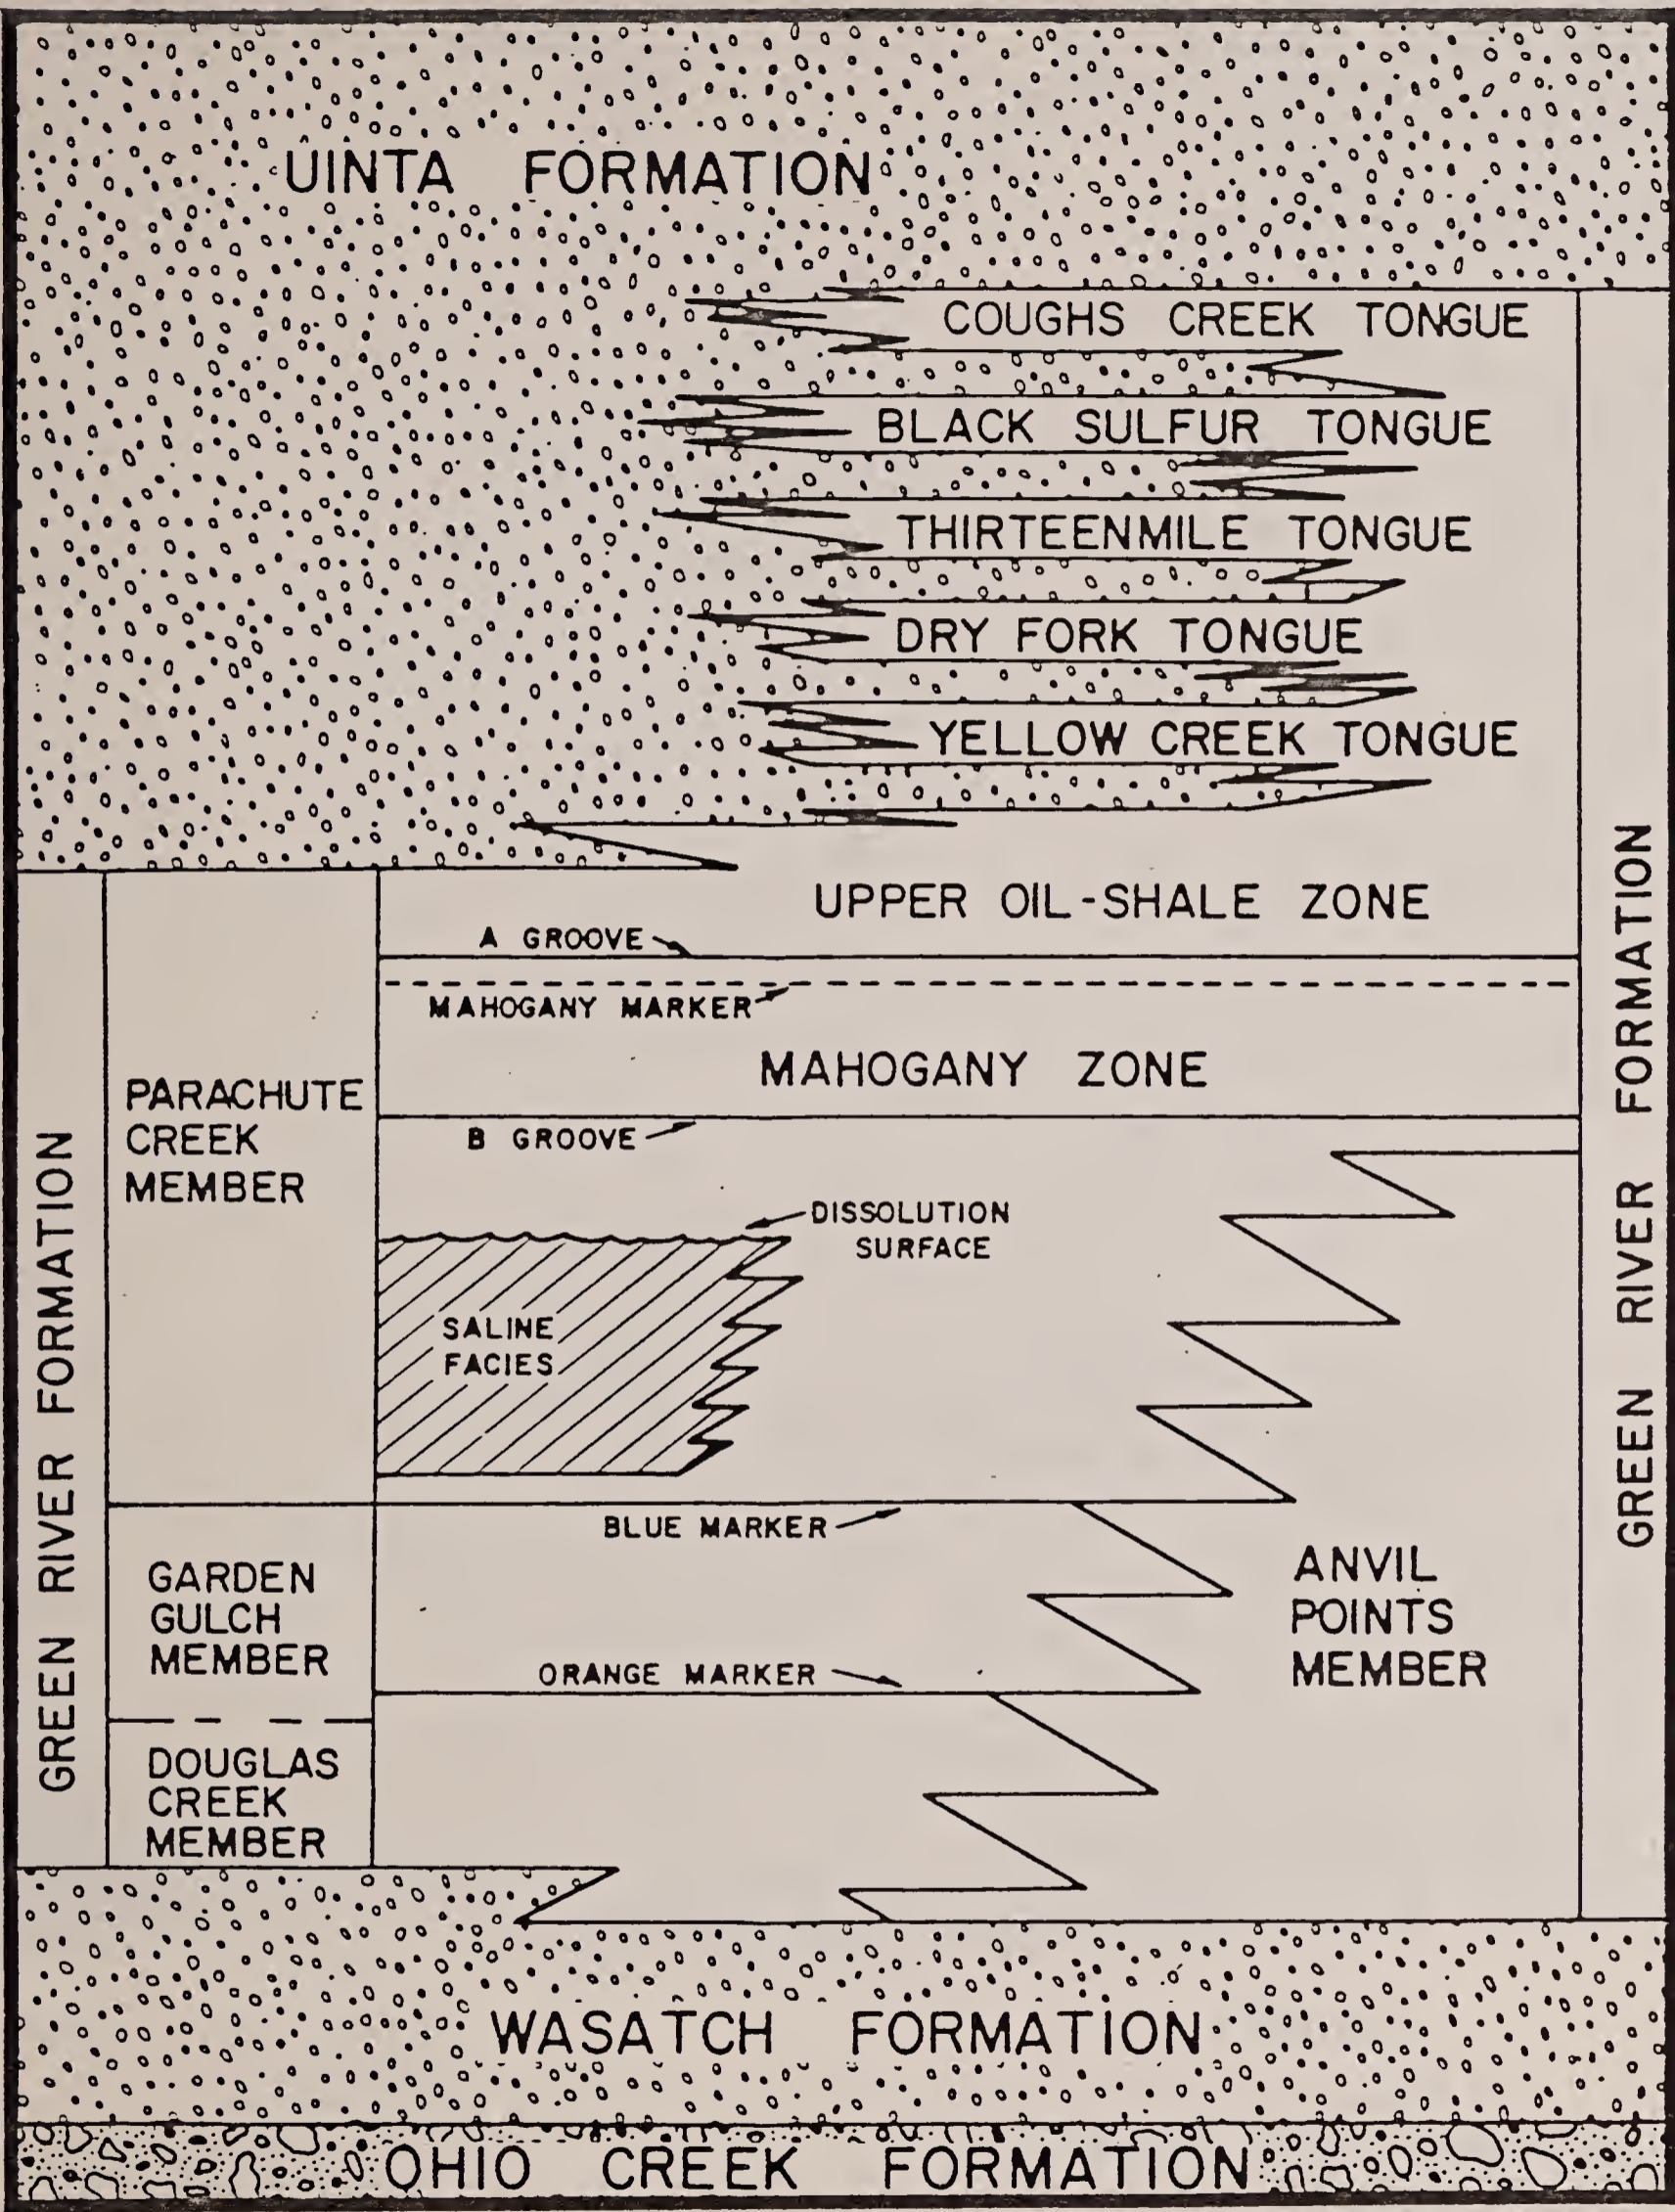 UINTA FORMATION
COUGHS CREEK TONGUE
BLACK SULFUR TONGUE
THIRTEENMILE TONGUE
DRY FORK TONGUE
YELLOW CREEK TONGUE
UPPER OIL-SHALE ZONE
A GROOVE
MAHOGANY MARKER
MAHOGANY ZONE
B GROOVE
PARACHUTE
CREEK
MEMBER
DISSOLUTION
SURFACE
SALINE
FACIES
BLUE MARKER
GARDEN
GULCH
MEMBER
ANVIL
POINTS
MEMBER
ORANGE MARKER
DOUGLAS
CREEK
MEMBER
GREEN RIVER FORMATION
GREEN RIVER FORMATION
WASATCH FORMATION
OHIO CREEK FORMATION